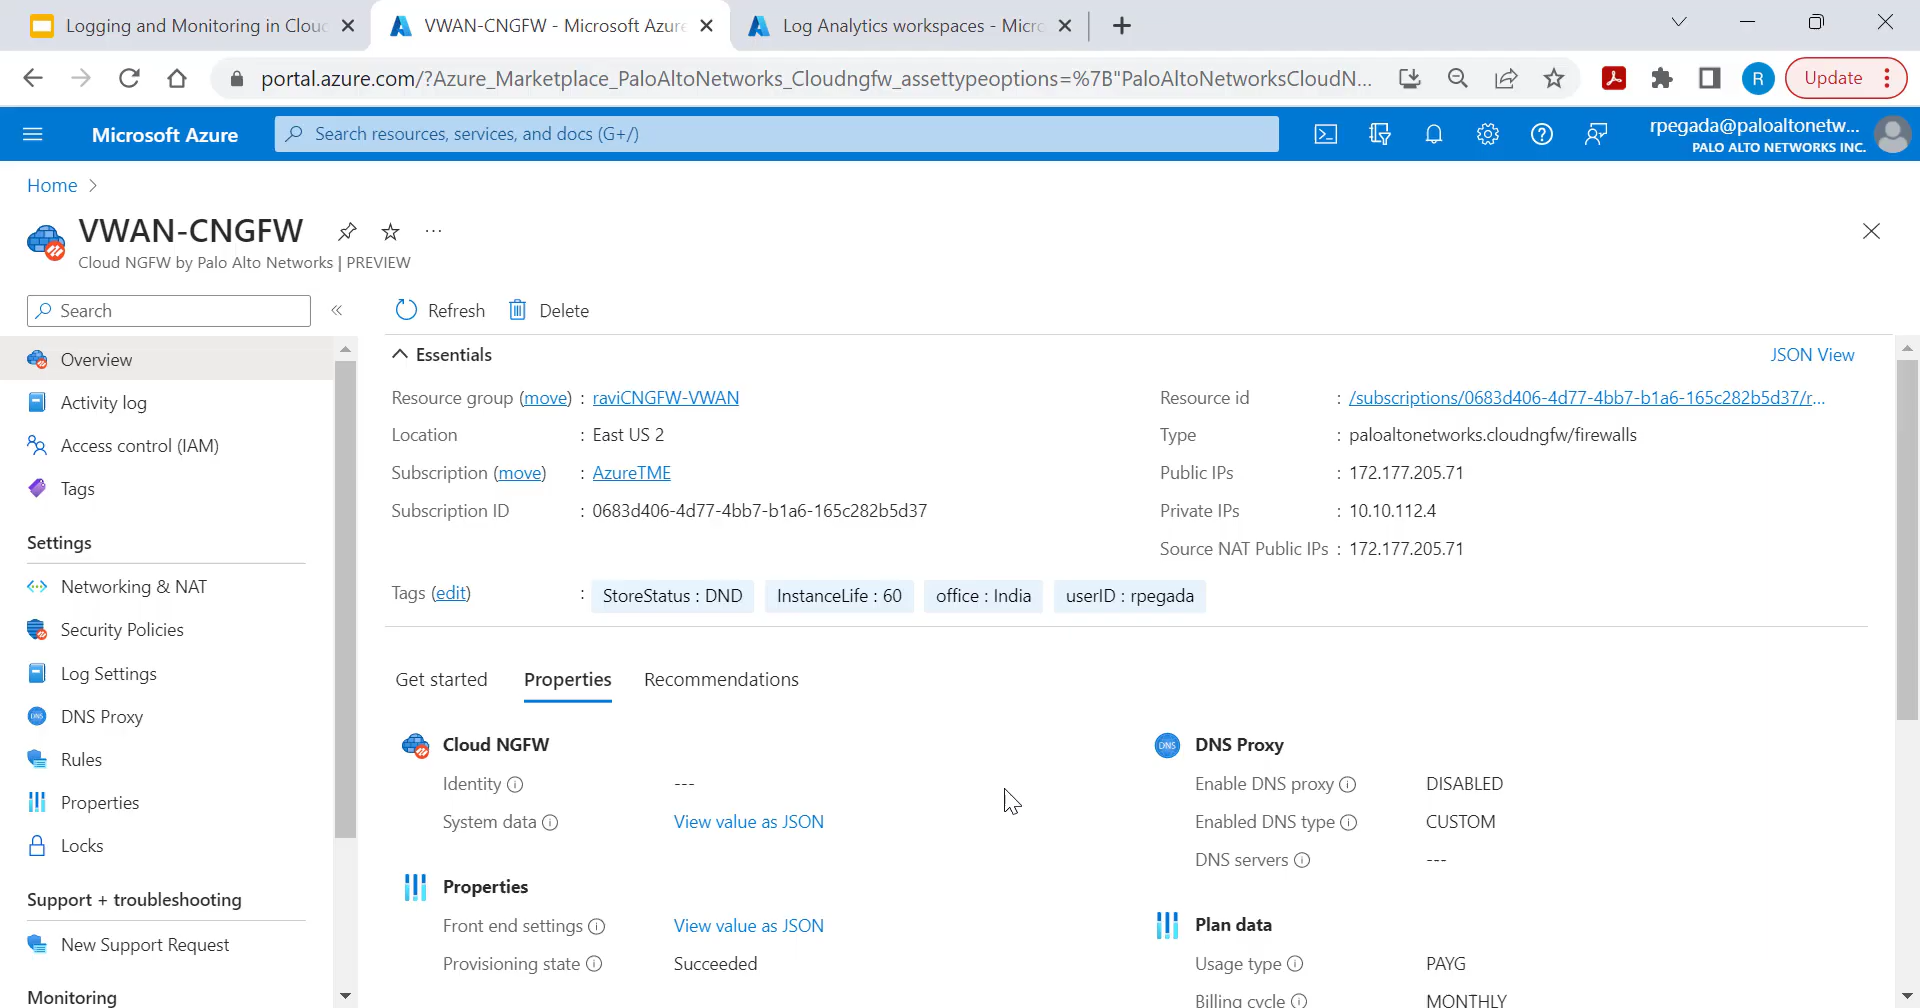 Logging and Monitoring in Clou
VWAN-CNGFW - Microsoft Azure
Log Analytics workspaces - Micro
portal.azure.com/?Azure_Marketplace_PaloAltoNetworks_Cloudngfw_assettypeoptions=%7B"PaloAltoNetworksCloudN...
R
Update
Microsoft Azure
Search resources, services, and docs (G+/)
rpegada@paloaltonetw...
PALO ALTO NETWORKS INC.
Home
VWAN-CNGFW
Cloud NGFW by Palo Alto Networks | PREVIEW
Search
Overview
Activity log
Access control (IAM)
Tags
Settings
Networking & NAT
Security Policies
Log Settings
DNS Proxy
Rules
Properties
Locks
Support + troubleshooting
New Support Request
Monitoring
Refresh
Delete
Essentials
JSON View
Resource group (move) : raviCNGFW-VWAN
Location : East US 2
Subscription (move) : AzureTME
Subscription ID : 0683d406-4d77-4bb7-b1a6-165c282b5d37
Resource id : /subscriptions/0683d406-4d77-4bb7-b1a6-165c282b5d37/r...
Type : paloaltonetworks.cloudngfw/firewalls
Public IPs : 172.177.205.71
Private IPs : 10.10.112.4
Source NAT Public IPs : 172.177.205.71
Tags (edit) : StoreStatus : DND InstanceLife : 60 office : India userID : rpegada
Get started Properties Recommendations
Cloud NGFW
Identity ---
System data View value as JSON
Properties
Front end settings View value as JSON
Provisioning state Succeeded
DNS DNS Proxy
Enable DNS proxy DISABLED
Enabled DNS type CUSTOM
DNS servers ---
Plan data
Usage type PAYG
Billing cycle MONTHLY